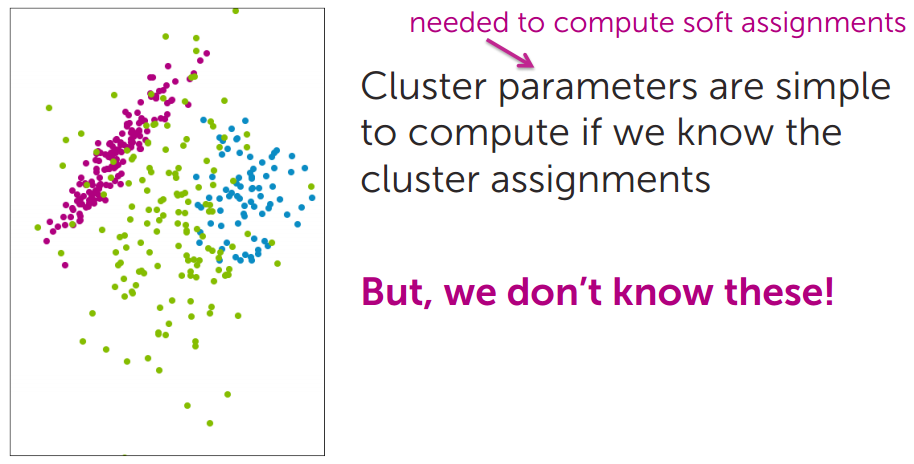 needed to compute soft assignments
Cluster parameters are simple
to compute if we know the
cluster assignments
But, we don’t know these!